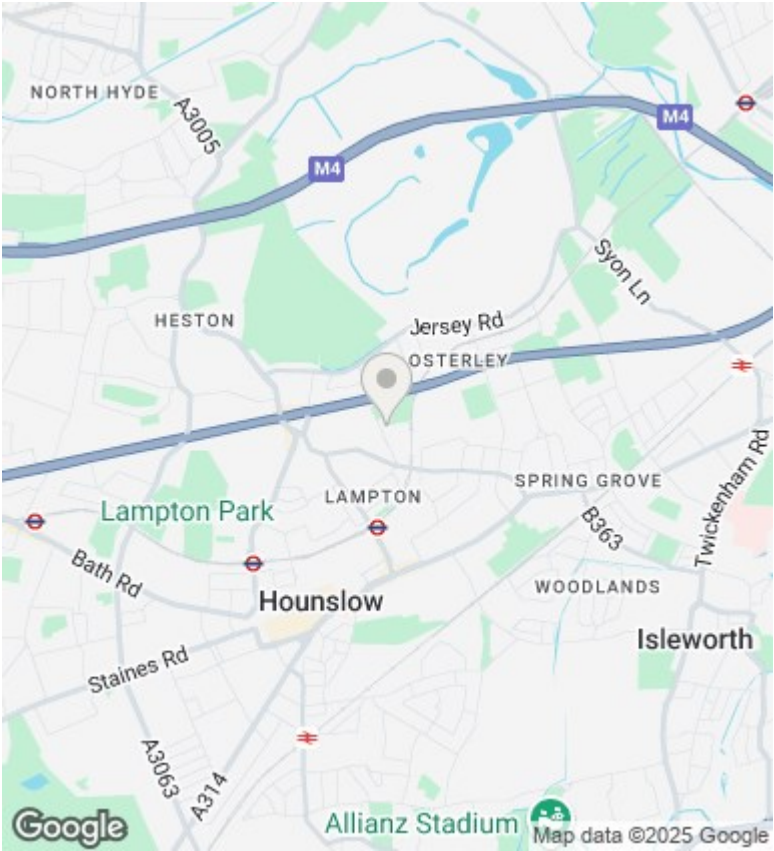 NORTH HYDE
A3005
M4
M4
Syon Ln
HESTON
Jersey Rd
OSTERLEY
Twickenham Rd
SPRING GROVE
LAMPTON
Lampton Park
B363
Bath Rd
WOODLANDS
Hounslow
Isleworth
Staines Rd
A3063
A314
Allianz Stadium
Google
Map data ©2025 Google